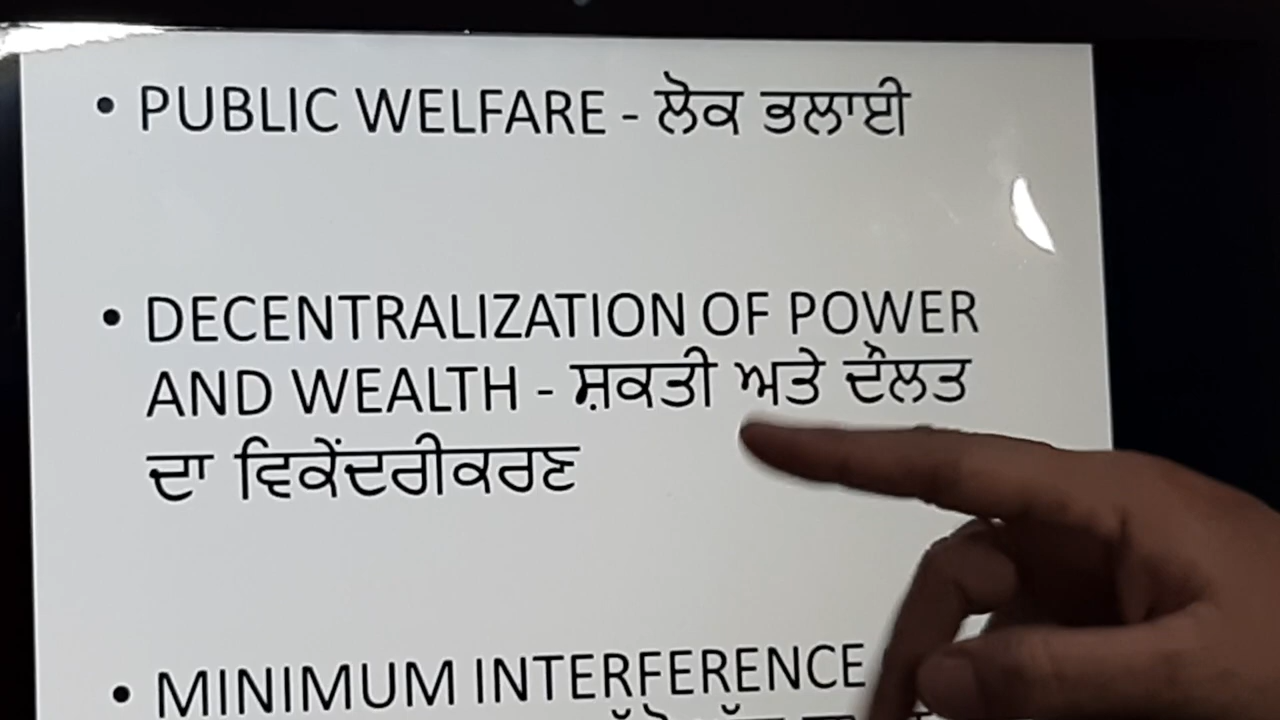 • PUBLIC WELFARE - ਲੋਕ ਭਲਾਈ
• DECENTRALIZATION OF POWER
AND WEALTH - ਸ਼ਕਤੀ ਅਤੇ ਦੌਲਤ
ਦਾ ਵਿਕੇਂਦਰੀਕਰਣ
• MINIMUM INTERFERENCE